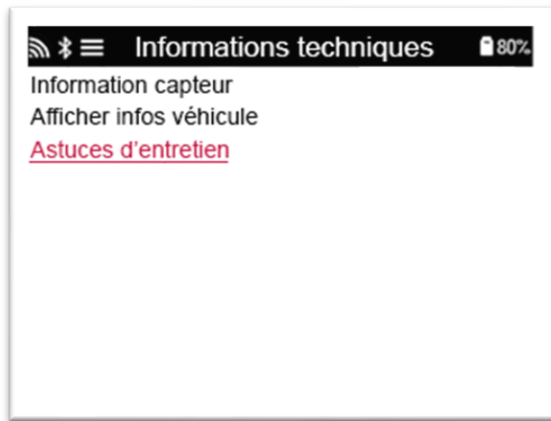 Informations techniques 80%
Information capteur
Afficher infos véhicule
Astuces d'entretien